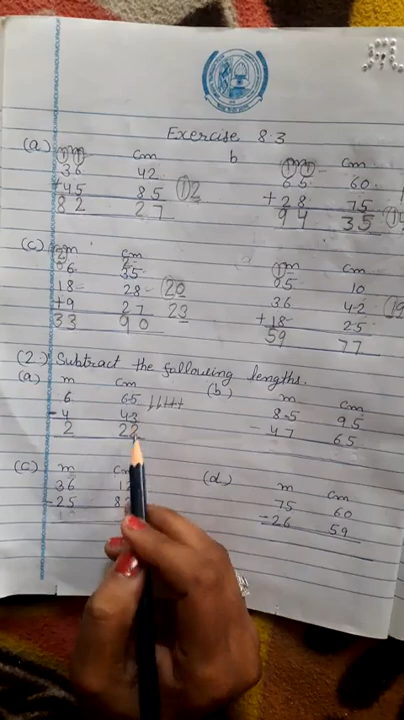 Exercise 8.3
(a) m cm b m cm
36 42 65 60
+45 85 12 + 28 75
82 27 94 35
(c) m cm m cm
06 35 05 10
18 28 20 36 42
+9 27 23 +18 25
33 90 59 77
(2.) Subtract the following lengths.
(a) m cm (b) m cm
6 65 85 95
- 4 43 - 47 65
2 22
(c) m (d) m cm
36 75 60
- 25 - 26 59